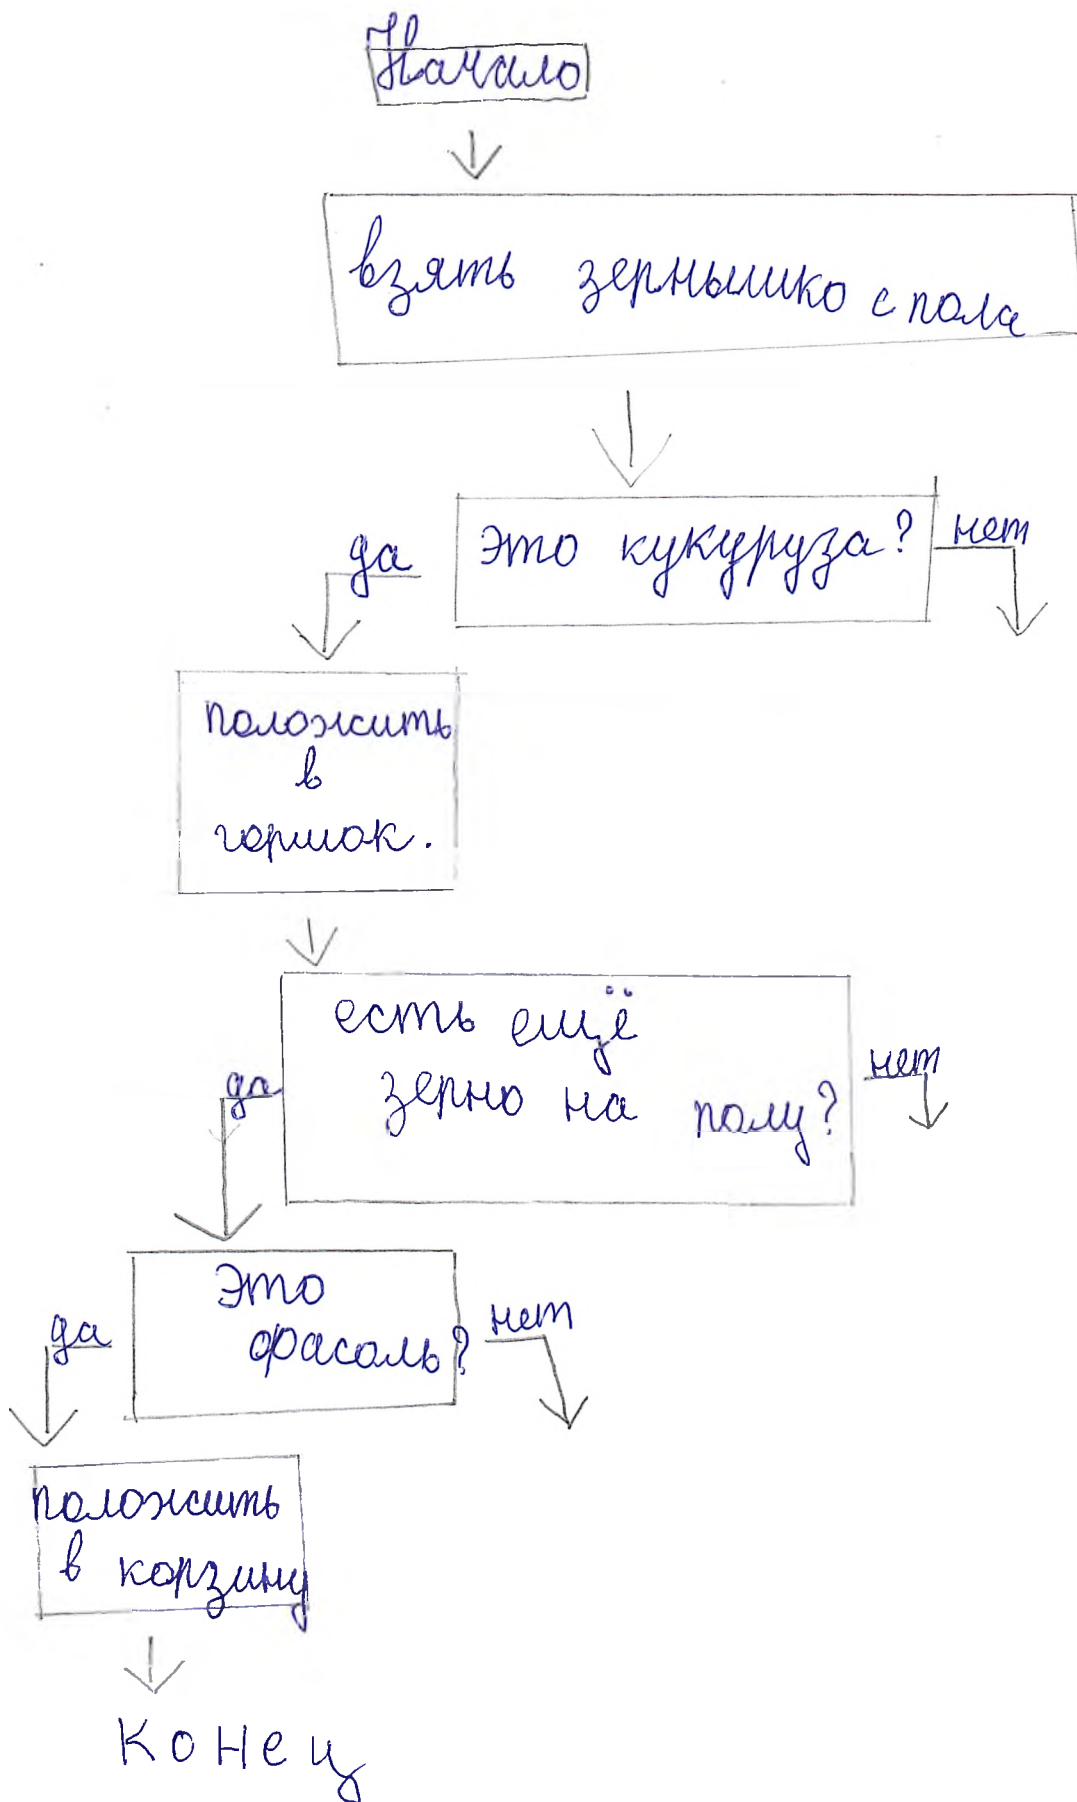 Начало
взять зернышко с пола
да
это кукуруза?
нет
положить
в
горшок.
есть ещё
зерно на полу?
да
нет
Это
фасоль?
да
нет
положить
в корзину
Конец